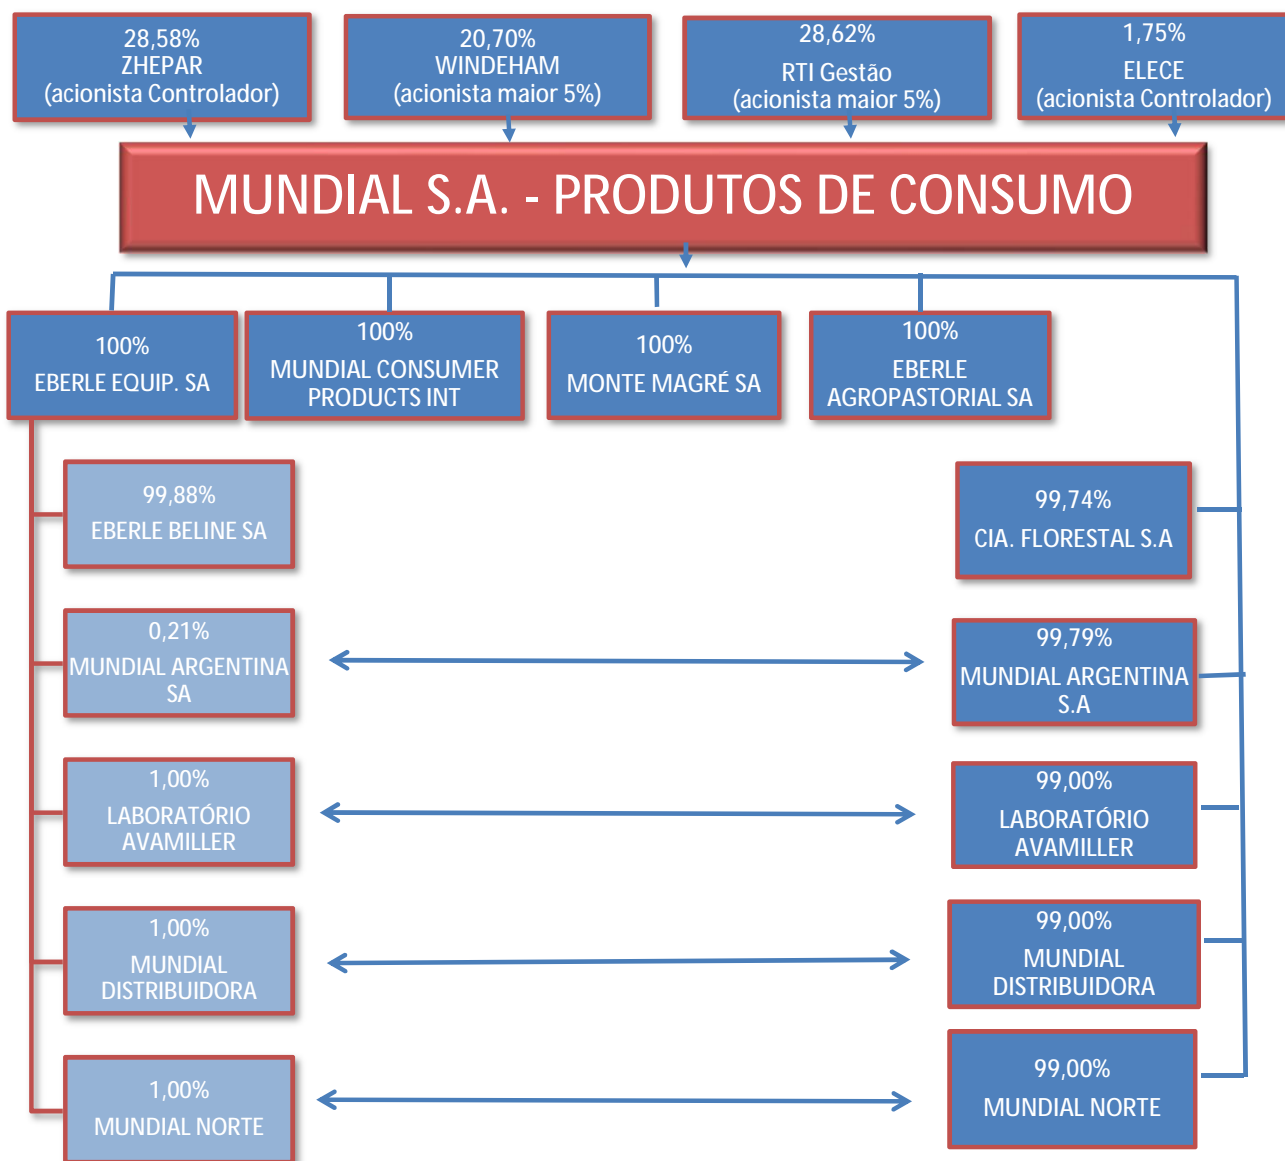 28,58%
ZHEPAR
(acionista Controlador)
20,70%
WINDEHAM
(acionista maior 5%)
28,62%
RTI Gestão
(acionista maior 5%)
1,75%
ELECE
(acionista Controlador)
MUNDIAL S.A. - PRODUTOS DE CONSUMO
100%
EBERLE EQUIP. SA
100%
MUNDIAL CONSUMER
PRODUCTS INT
100%
MONTE MAGRÉ SA
100%
EBERLE
AGROPASTORIAL SA
99,88%
EBERLE BELINE SA
99,74%
CIA. FLORESTAL S.A
0,21%
MUNDIAL ARGENTINA
SA
99,79%
MUNDIAL ARGENTINA
S.A
1,00%
LABORATÓRIO
AVAMILLER
99,00%
LABORATÓRIO
AVAMILLER
1,00%
MUNDIAL
DISTRIBUIDORA
99,00%
MUNDIAL
DISTRIBUIDORA
1,00%
MUNDIAL NORTE
99,00%
MUNDIAL NORTE